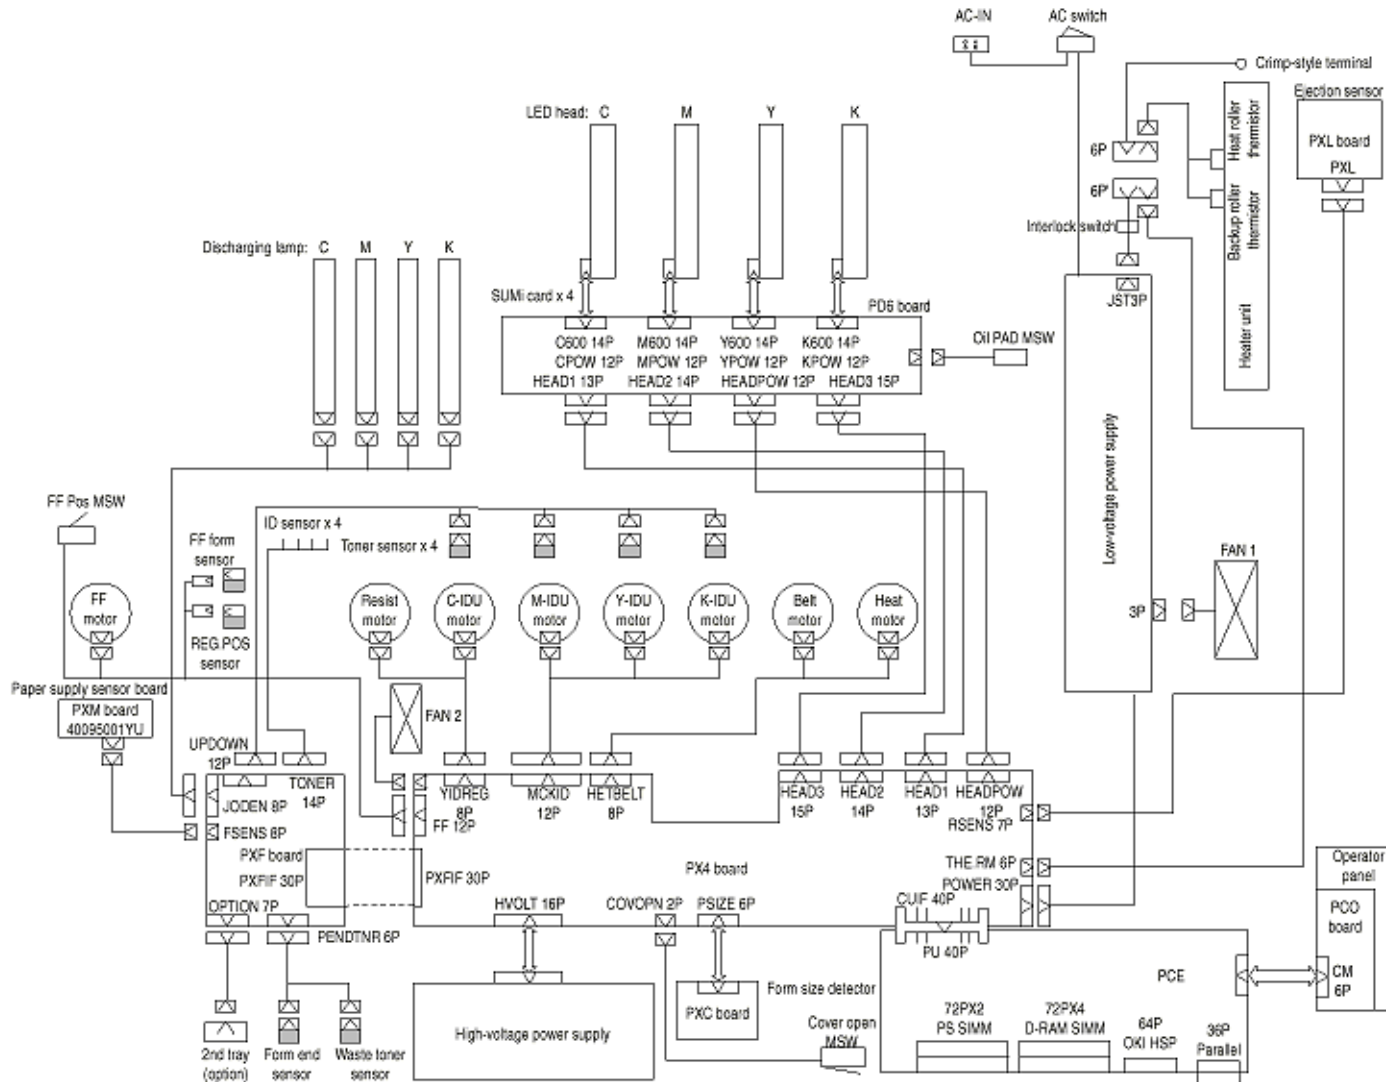 AC-IN
AC switch
Crimp-style terminal
Ejection sensor
PXL board
PXL
Heat roller
thermistor
Backup roller
thermistor
Heater unit
6P
6P
Interlock switch
JST3P
LED head: C M Y K
Discharging lamp: C M Y K
SUMi card x 4
PD6 board
C600 14P M600 14P Y600 14P K600 14P
CPOW 12P MPOW 12P YPOW 12P KPOW 12P
HEAD1 13P HEAD2 14P HEADPOW 12P HEAD3 15P
Oil PAD MSW
Low-voltage power supply
FAN 1
3P
FF Pos MSW
FF form
sensor
FF
motor
REG.POS
sensor
ID sensor x 4
Toner sensor x 4
Resist
motor
C-IDU
motor
M-IDU
motor
Y-IDU
motor
K-IDU
motor
Belt
motor
Heat
motor
Paper supply sensor board
PXM board
40095001YU
FAN 2
UPDOWN
12P
TONER
14P
JODEN 8P
FSENS 8P
PXF board
PXFIF 30P
OPTION 7P
PENDTNR 6P
YIDREG
8P
MCKID
12P
HETBELT
8P
FF 12P
HEAD3
15P
HEAD2
14P
HEAD1
13P
HEADPOW
12P
RSENS 7P
PX4 board
THE.RM 6P
POWER 30P
PXFIF 30P
HVOLT 16P
COVOPN 2P
PSIZE 6P
CUIF 40P
PU 40P
Operator
panel
PCO
board
CM
6P
PCE
High-voltage power supply
PXC board
Form size detector
Cover open
MSW
72PX2
PS SIMM
72PX4
D-RAM SIMM
64P
OKI HSP
36P
Parallel
2nd tray
(option)
Form end
sensor
Waste toner
sensor